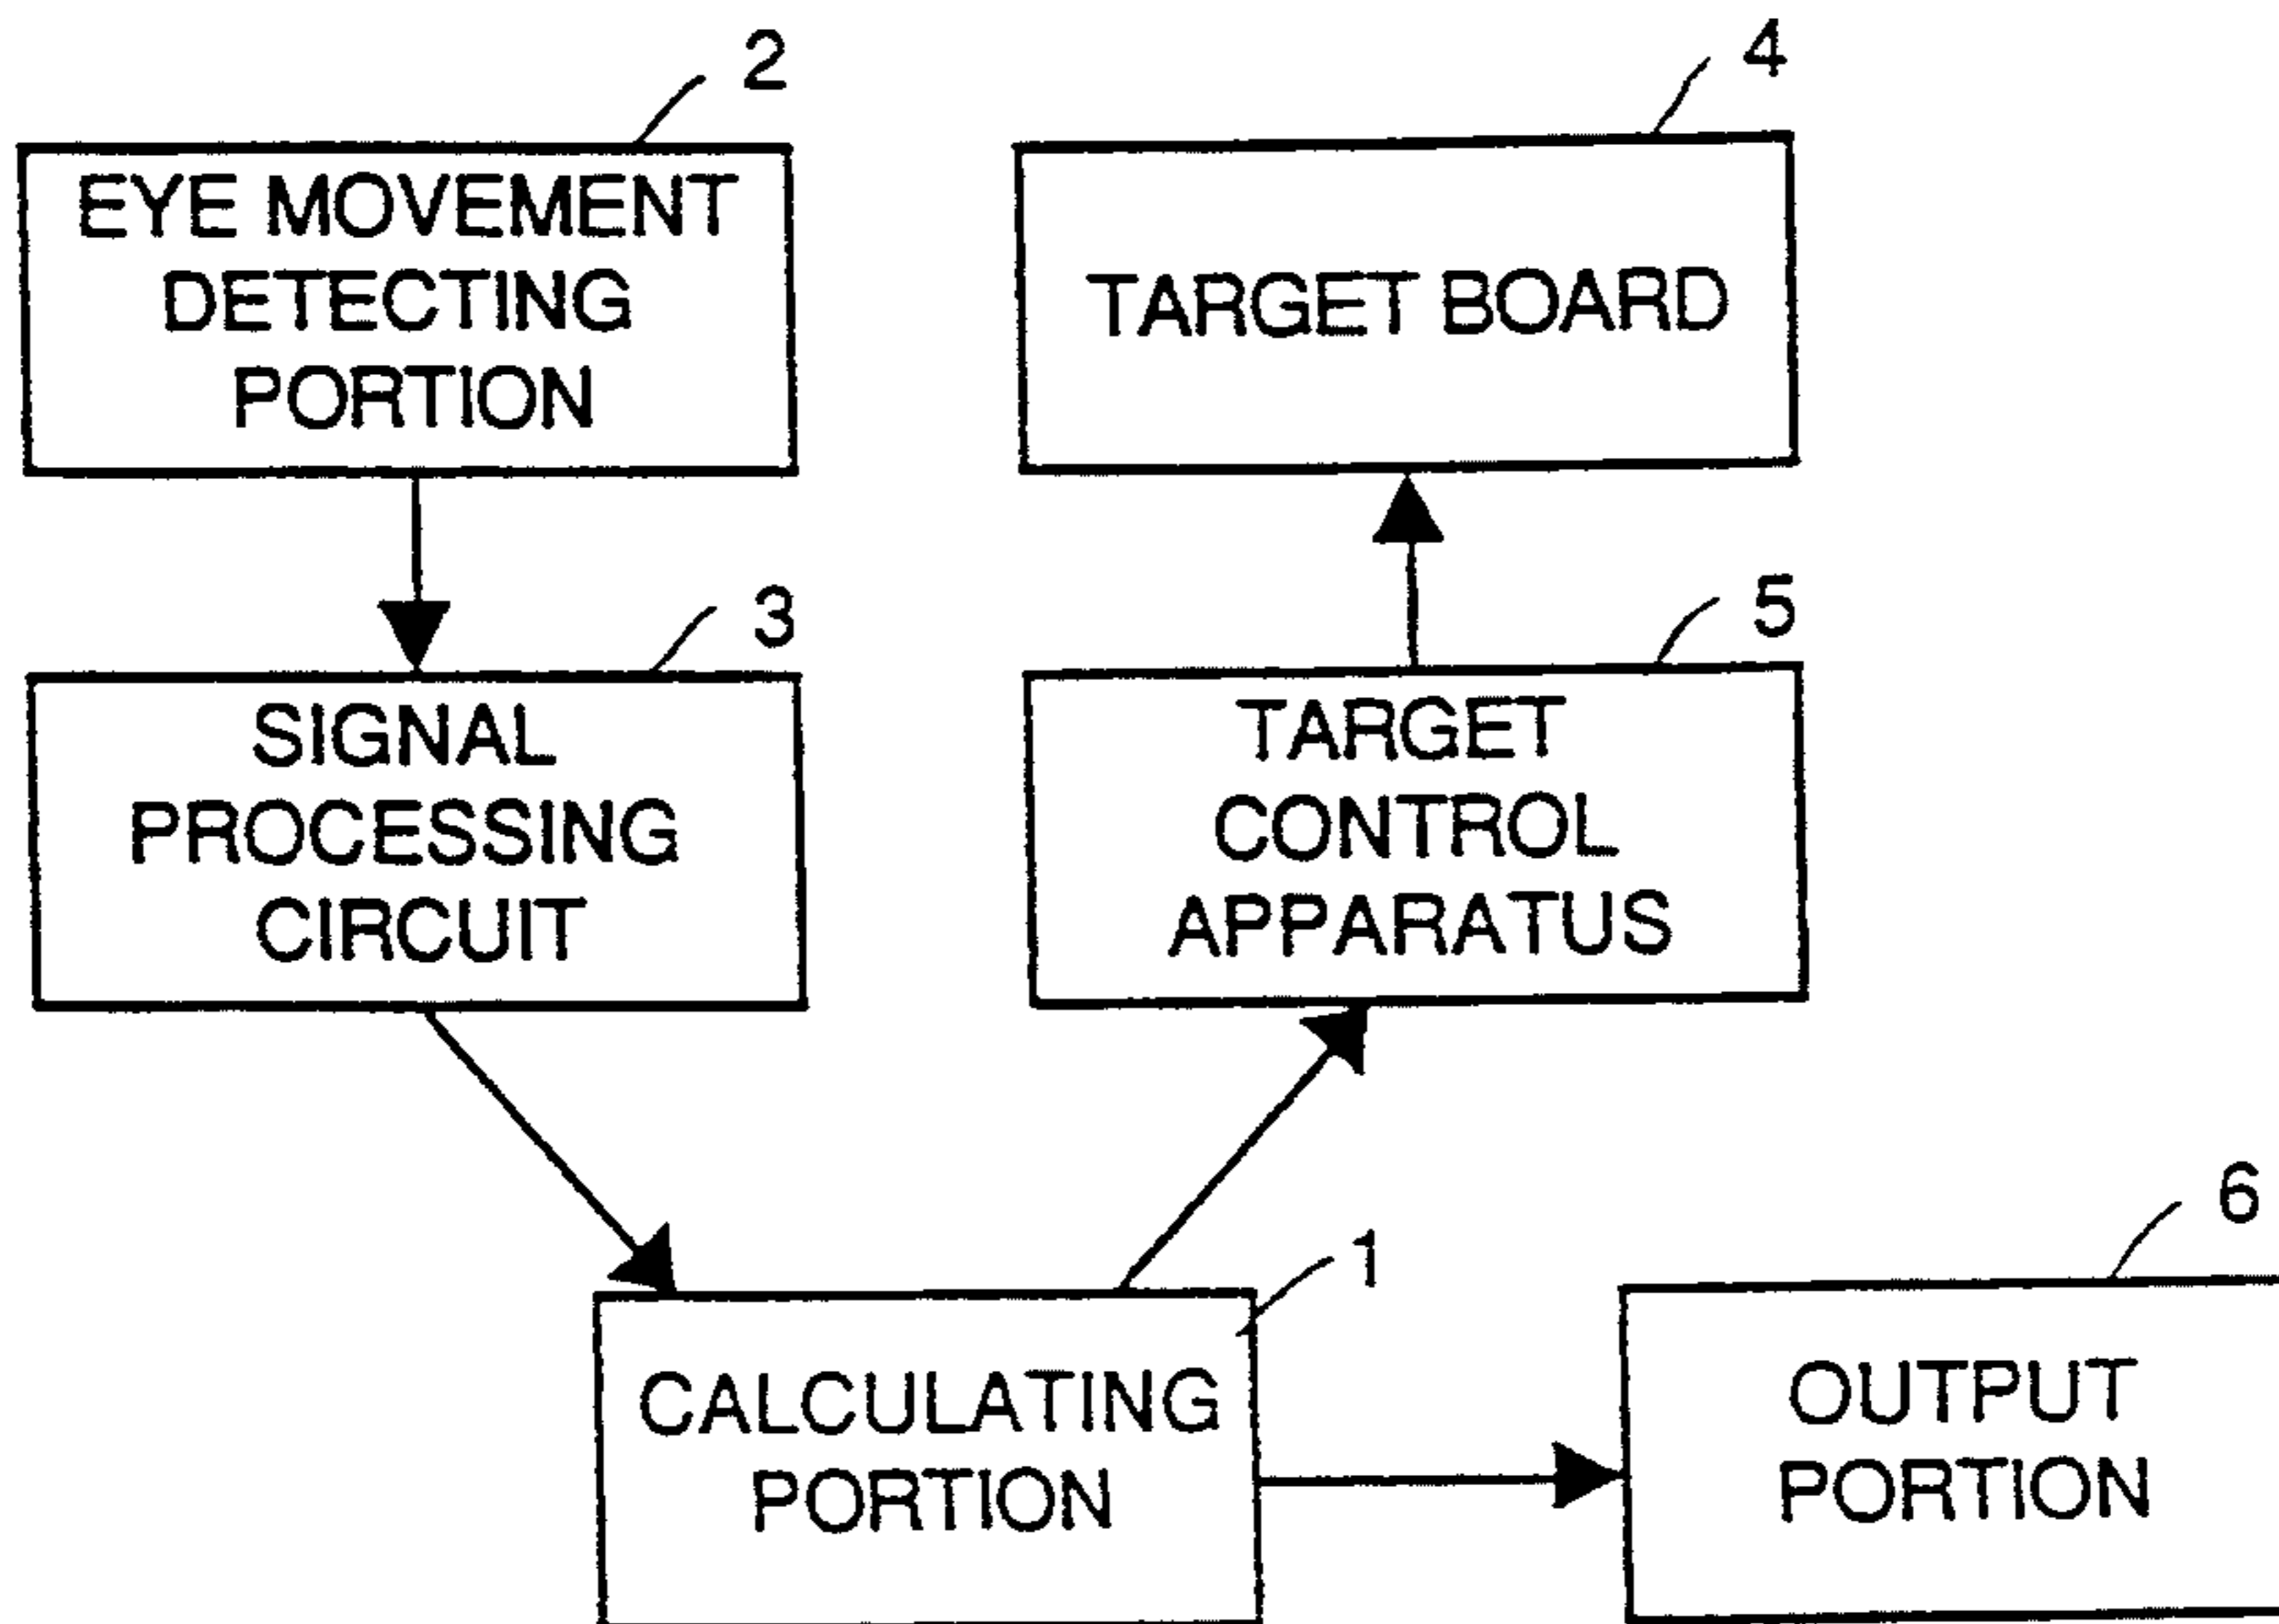 2
EYE MOVEMENT
DETECTING
PORTION
4
TARGET BOARD
3
SIGNAL
PROCESSING
CIRCUIT
5
TARGET
CONTROL
APPARATUS
1
CALCULATING
PORTION
6
OUTPUT
PORTION